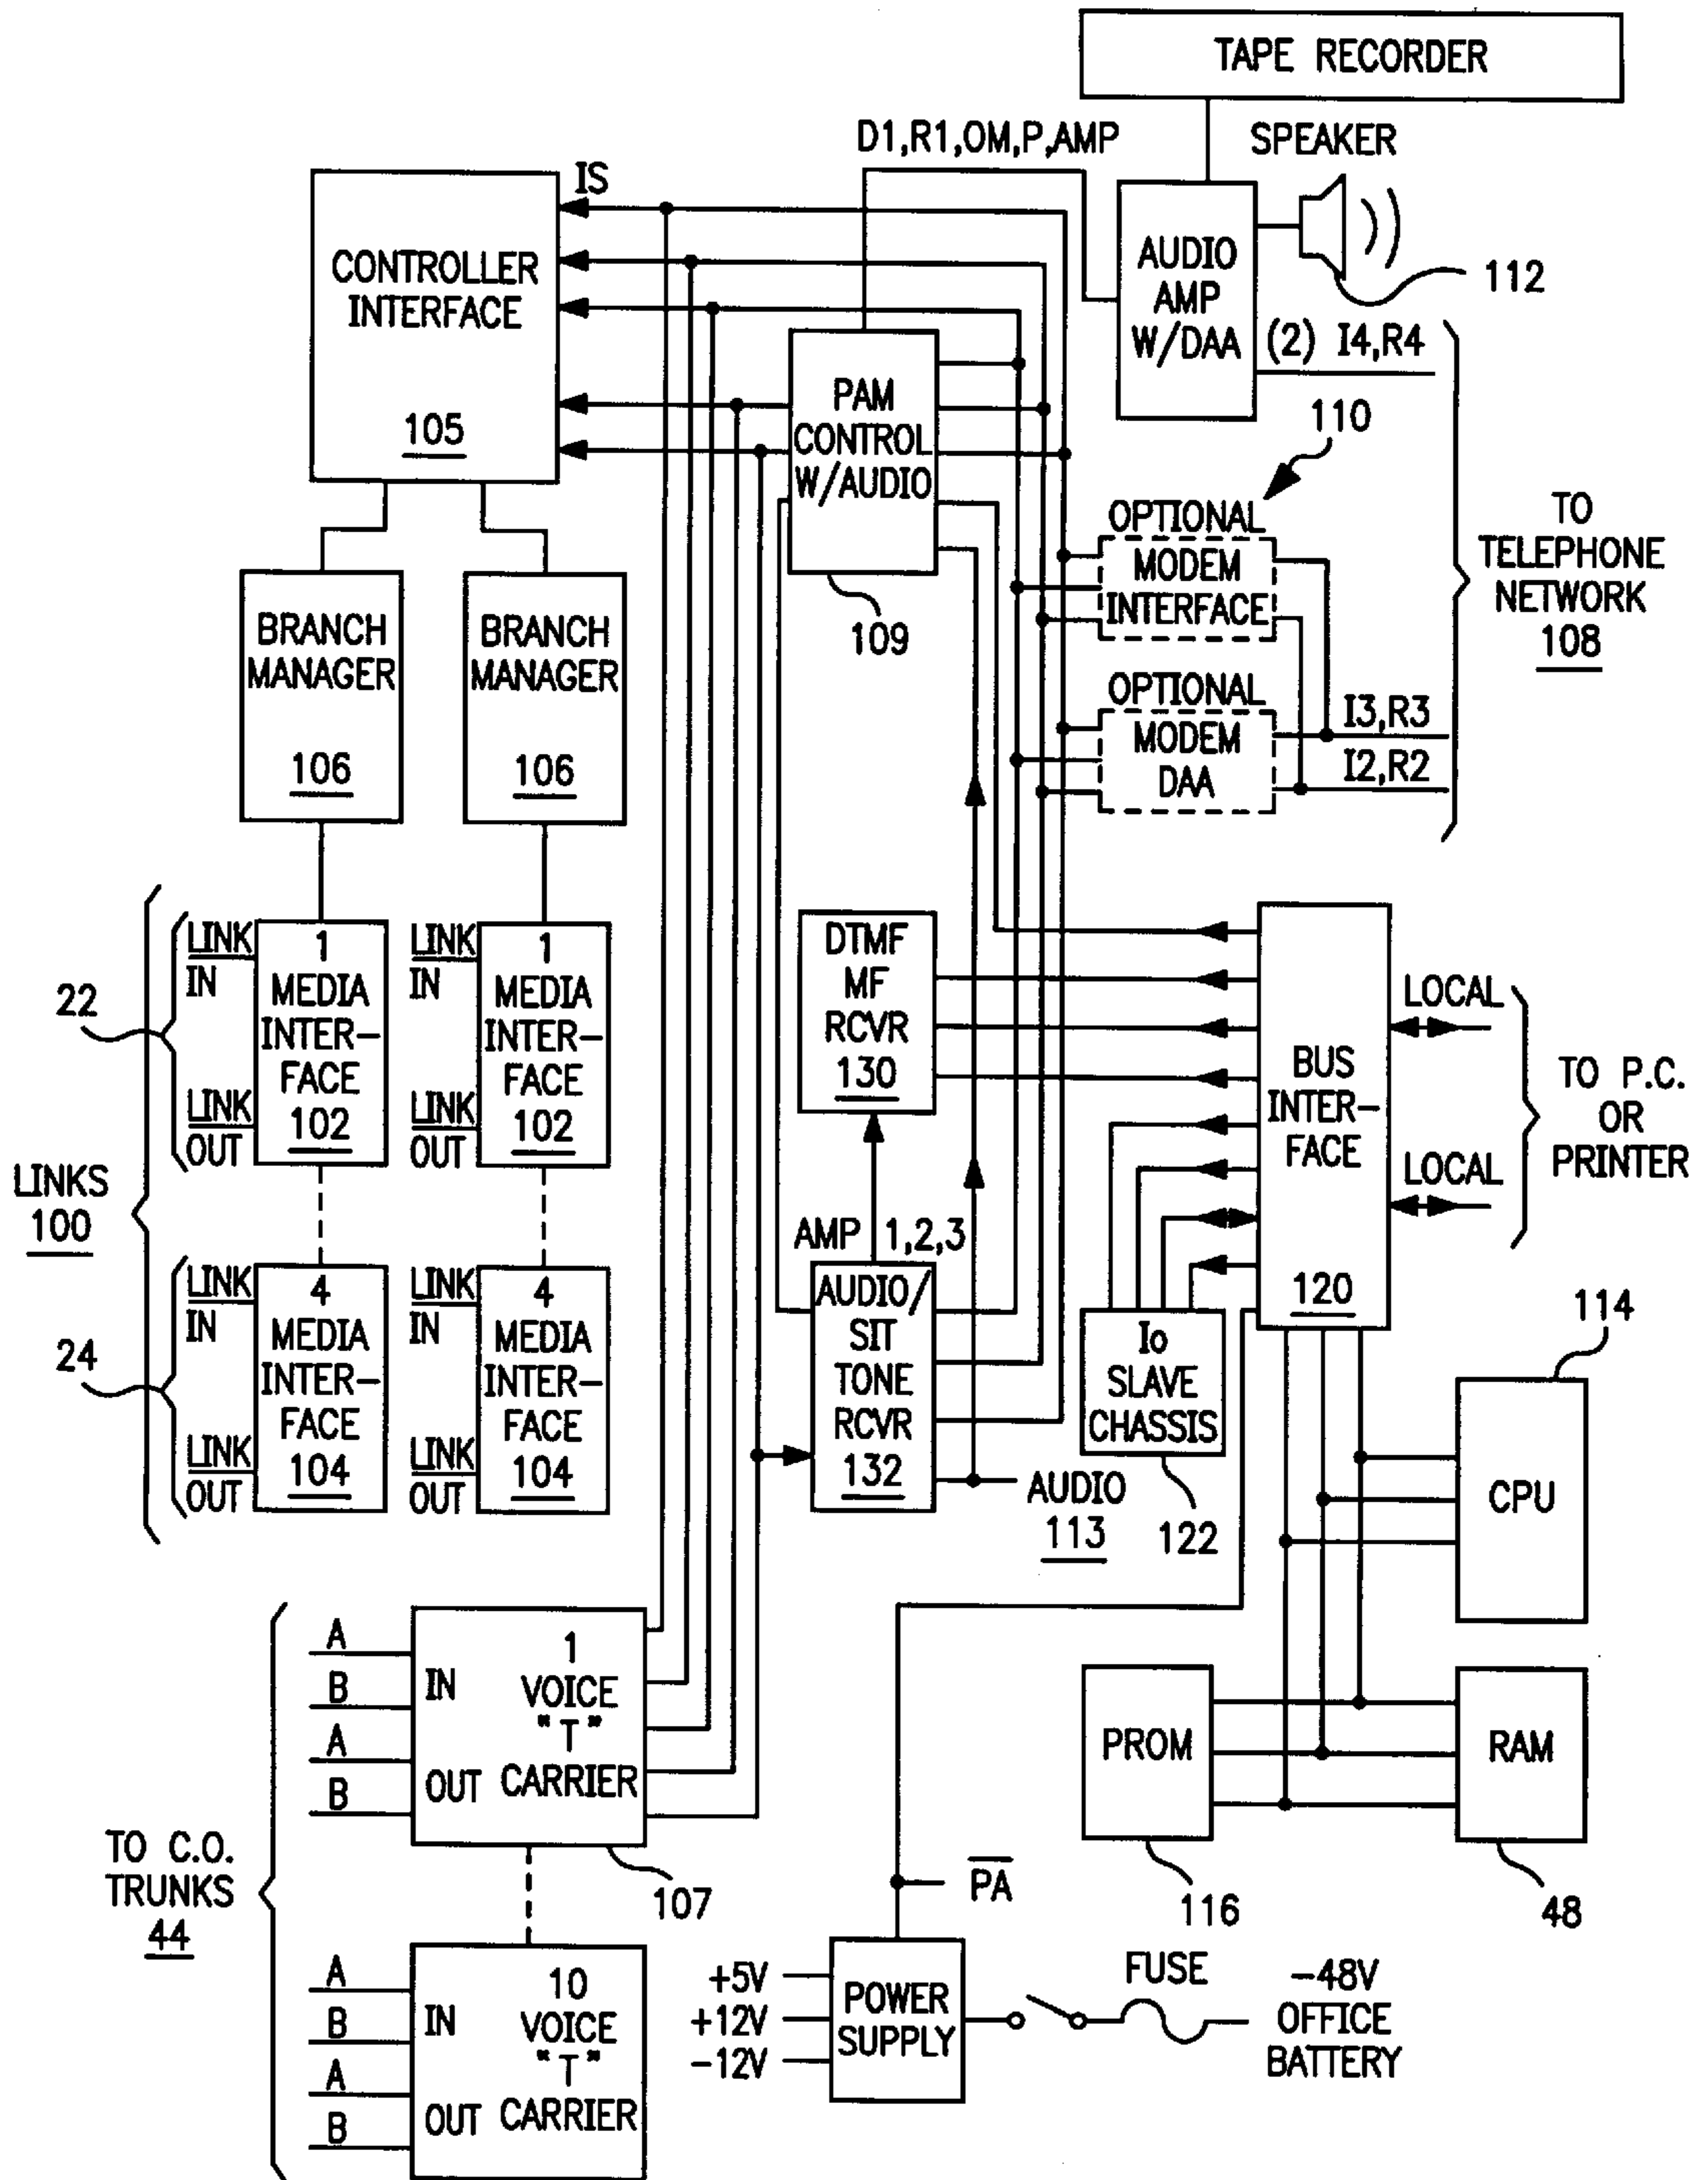 TAPE RECORDER
D1,R1,OM,P,AMP
SPEAKER
IS
CONTROLLER
INTERFACE
105
AUDIO
AMP
W/DAA
112
(2) I4,R4
PAM
CONTROL
W/AUDIO
109
110
OPTIONAL
MODEM
INTERFACE
OPTIONAL
MODEM
DAA
I3,R3
I2,R2
TO
TELEPHONE
NETWORK
108
BRANCH
MANAGER
106
BRANCH
MANAGER
106
LINKS
100
22
LINK
IN
LINK
OUT
1
MEDIA
INTER-
FACE
102
LINK
IN
LINK
OUT
1
MEDIA
INTER-
FACE
102
24
LINK
IN
LINK
OUT
4
MEDIA
INTER-
FACE
104
LINK
IN
LINK
OUT
4
MEDIA
INTER-
FACE
104
DTMF
MF
RCVR
130
AMP 1,2,3
AUDIO/
SIT
TONE
RCVR
132
AUDIO
113
BUS
INTER-
FACE
120
LOCAL
LOCAL
TO P.C.
OR
PRINTER
Io
SLAVE
CHASSIS
122
114
CPU
PROM
116
RAM
48
TO C.O.
TRUNKS
44
A
B
A
B
IN
OUT
1
VOICE
"T"
CARRIER
107
A
B
A
B
IN
OUT
10
VOICE
"T"
CARRIER
PA
+5V
+12V
-12V
POWER
SUPPLY
FUSE
-48V
OFFICE
BATTERY